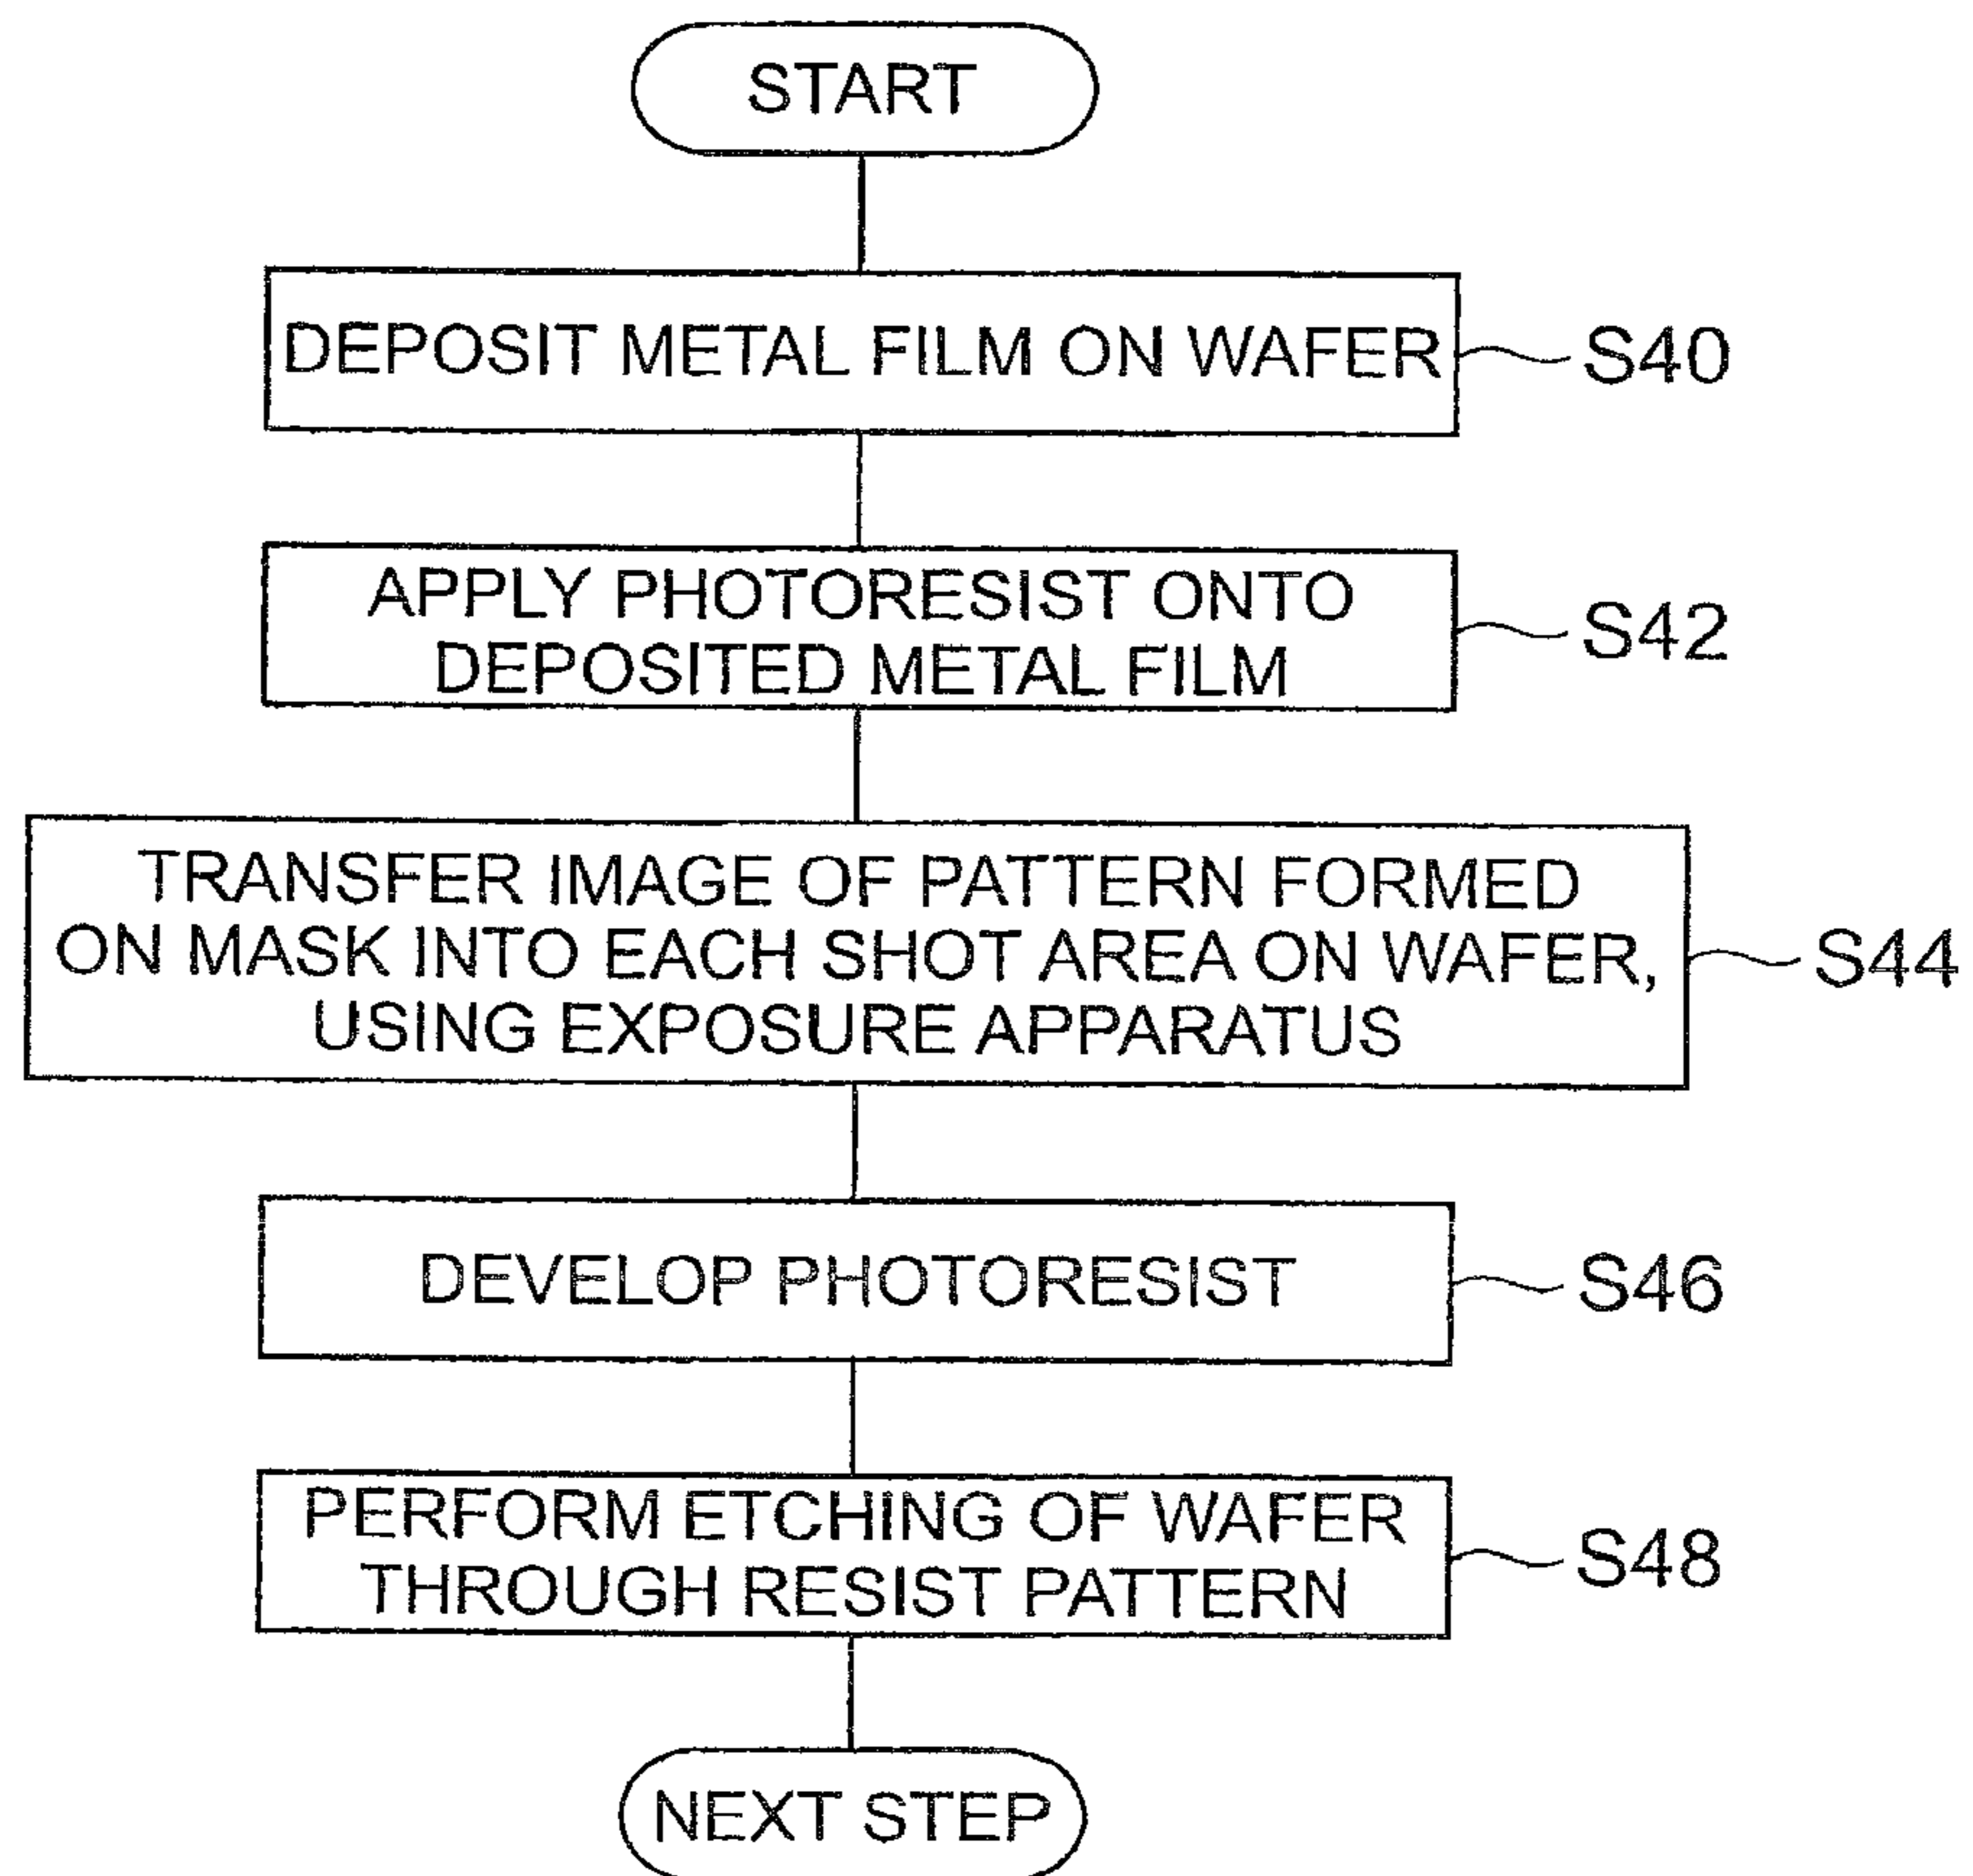 START
DEPOSIT METAL FILM ON WAFER
S40
APPLY PHOTORESIST ONTO
DEPOSITED METAL FILM
S42
TRANSFER IMAGE OF PATTERN FORMED
ON MASK INTO EACH SHOT AREA ON WAFER,
USING EXPOSURE APPARATUS
S44
DEVELOP PHOTORESIST
S46
PERFORM ETCHING OF WAFER
THROUGH RESIST PATTERN
S48
NEXT STEP